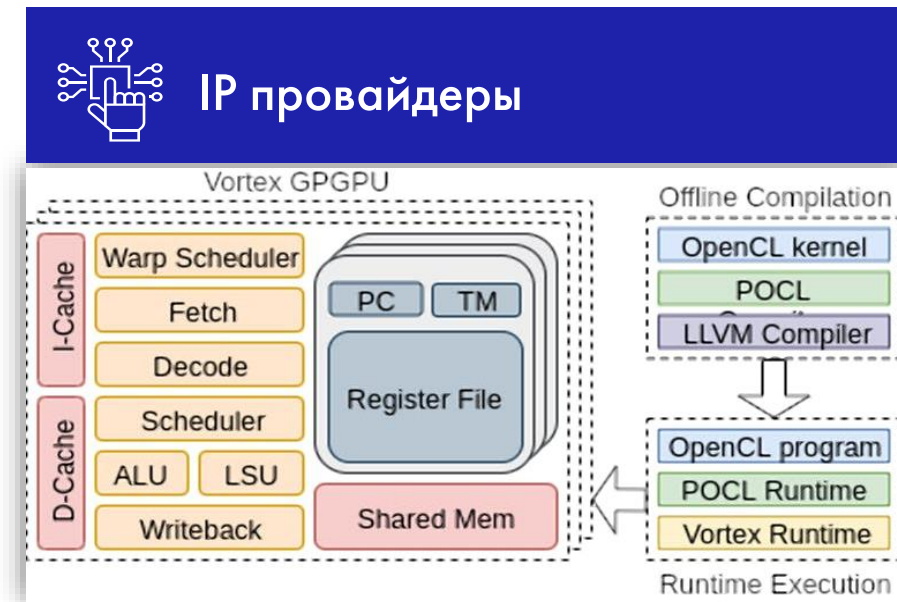 IP провайдеры
Vortex GPGPU
I-Cache
Warp Scheduler
Fetch
Decode
D-Cache
Scheduler
ALU
LSU
Writeback
PC
TM
Register File
Shared Mem
Offline Compilation
OpenCL kernel
POCL
LLVM Compiler
OpenCL program
POCL Runtime
Vortex Runtime
Runtime Execution